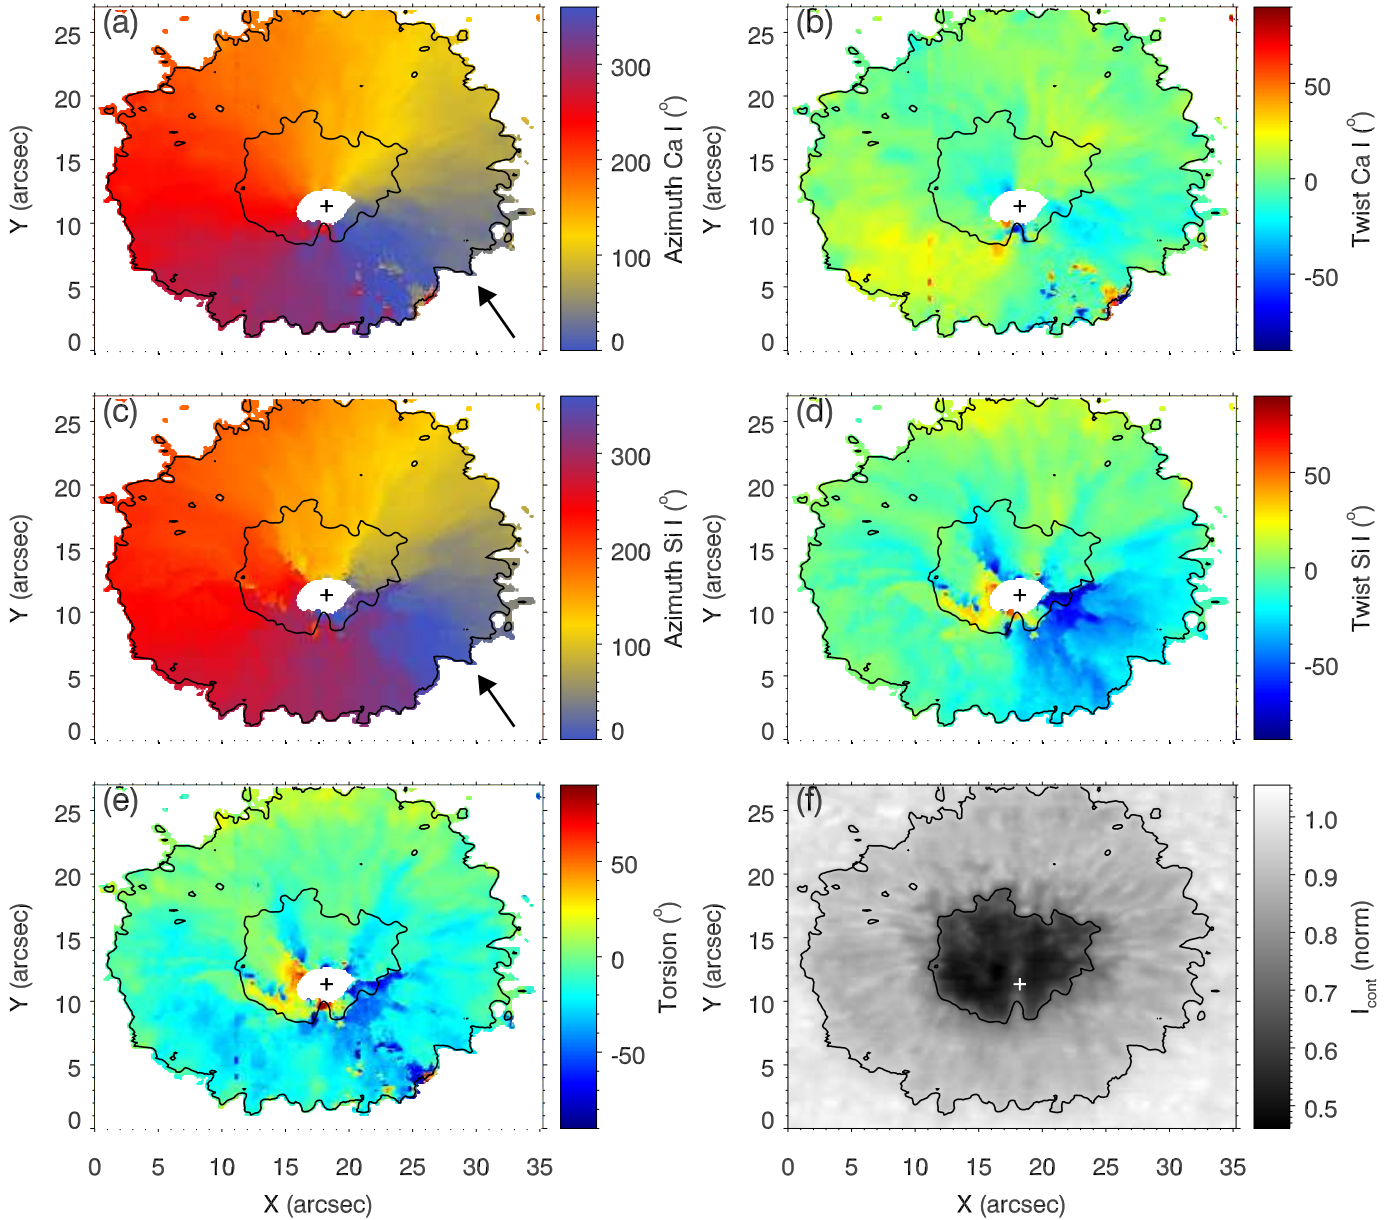 (a)
25
20
15
10
5
0
Y (arcsec)
300
200
100
0
Azimuth Ca I (°)
(b)
25
20
15
10
5
0
Y (arcsec)
50
0
-50
Twist Ca I (°)
(c)
25
20
15
10
5
0
Y (arcsec)
300
200
100
0
Azimuth Si I (°)
(d)
25
20
15
10
5
0
Y (arcsec)
50
0
-50
Twist Si I (°)
(e)
25
20
15
10
5
0
Y (arcsec)
0 5 10 15 20 25 30 35
X (arcsec)
50
0
-50
Torsion (°)
(f)
25
20
15
10
5
0
Y (arcsec)
0 5 10 15 20 25 30 35
X (arcsec)
1.0
0.9
0.8
0.7
0.6
0.5
Icont (norm)